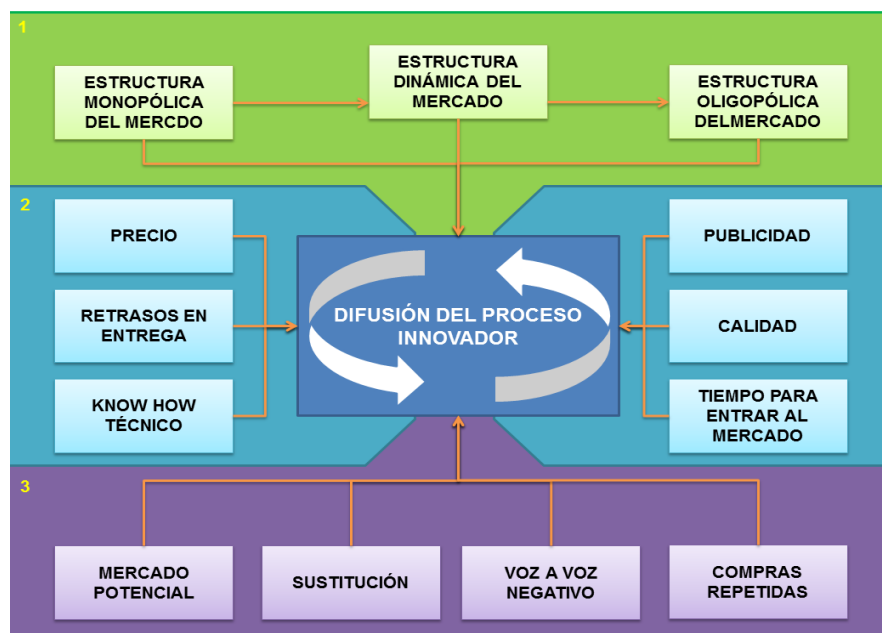 1
ESTRUCTURA
MONOPÓLICA
DEL MERCDO
ESTRUCTURA
DINÁMICA DEL
MERCADO
ESTRUCTURA
OLIGOPÓLICA
DELMERCADO
2
PRECIO
RETRASOS EN
ENTREGA
KNOW HOW
TÉCNICO
DIFUSIÓN DEL PROCESO
INNOVADOR
PUBLICIDAD
CALIDAD
TIEMPO PARA
ENTRAR AL
MERCADO
3
MERCADO
POTENCIAL
SUSTITUCIÓN
VOZ A VOZ
NEGATIVO
COMPRAS
REPETIDAS